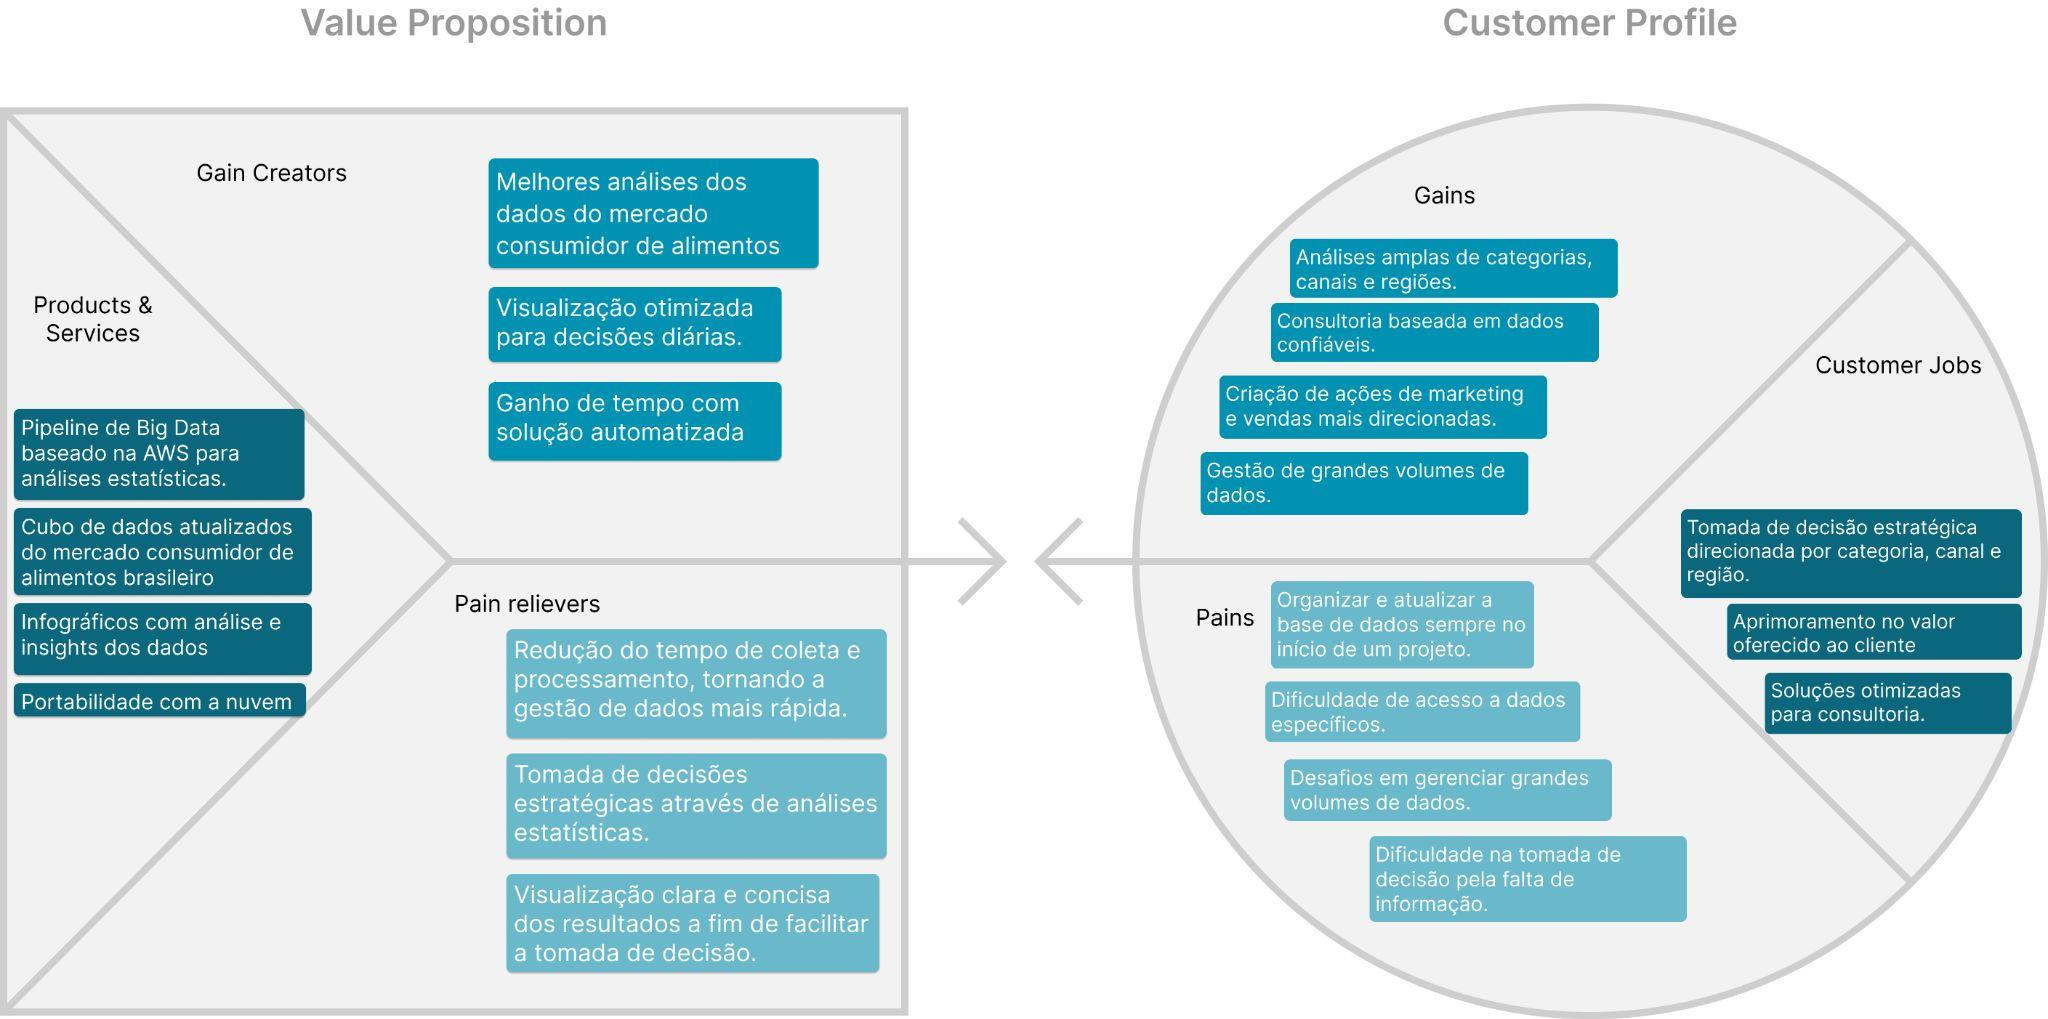 Value Proposition
Gain Creators
Melhores análises dos
dados do mercado
consumidor de alimentos
Visualização otimizada
para decisões diárias.
Ganho de tempo com
solução automatizada
Products &
Services
Pipeline de Big Data
baseado na AWS para
análises estatísticas.
Cubo de dados atualizados
do mercado consumidor de
alimentos brasileiro
Infográficos com análise e
insights dos dados
Portabilidade com a nuvem
Pain relievers
Redução do tempo de coleta e
processamento, tornando a
gestão de dados mais rápida.
Tomada de decisões
estratégicas através de análises
estatísticas.
Visualização clara e concisa
dos resultados a fim de facilitar
a tomada de decisão.
Customer Profile
Gains
Análises amplas de categorias,
canais e regiões.
Consultoria baseada em dados
confiáveis.
Criação de ações de marketing
e vendas mais direcionadas.
Gestão de grandes volumes de
dados.
Customer Jobs
Tomada de decisão estratégica
direcionada por categoria, canal e
região.
Aprimoramento no valor
oferecido ao cliente
Soluções otimizadas
para consultoria.
Pains
Organizar e atualizar a
base de dados sempre no
início de um projeto.
Dificuldade de acesso a dados
específicos.
Desafios em gerenciar grandes
volumes de dados.
Dificuldade na tomada de
decisão pela falta de
informação.